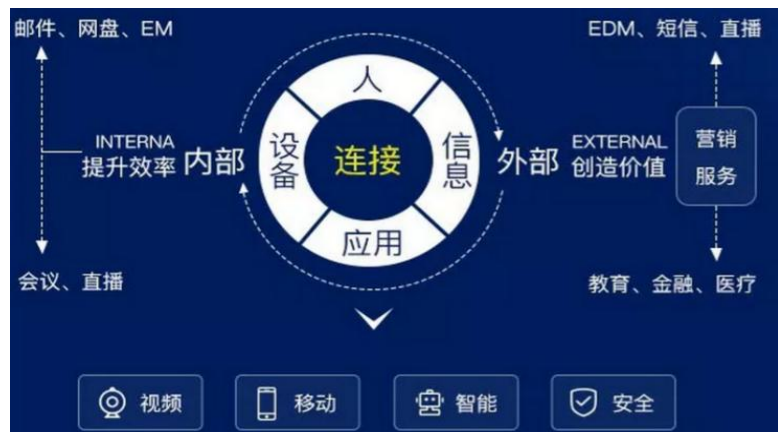 邮件、网盘、EM
EDM、短信、直播
人
INTERNA
提升效率
内部
设备
连接
信息
外部
EXTERNAL
创造价值
营销
服务
应用
会议、直播
教育、金融、医疗
视频
移动
智能
安全